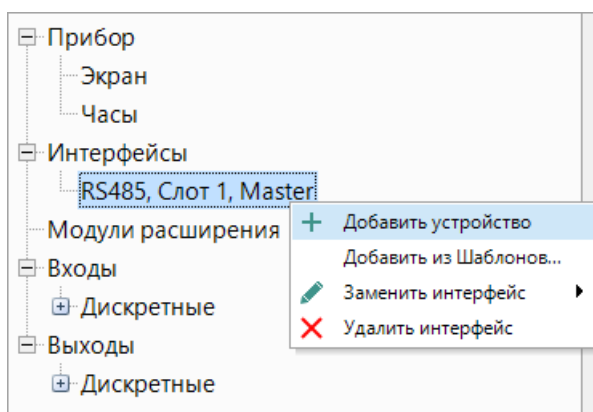 Прибор
Экран
Часы
Интерфейсы
RS485, Слот 1, Master
Добавить устройство
Модули расширения
Добавить из Шаблонов...
Входы
Заменить интерфейс
Дискретные
Удалить интерфейс
Выходы
Дискретные